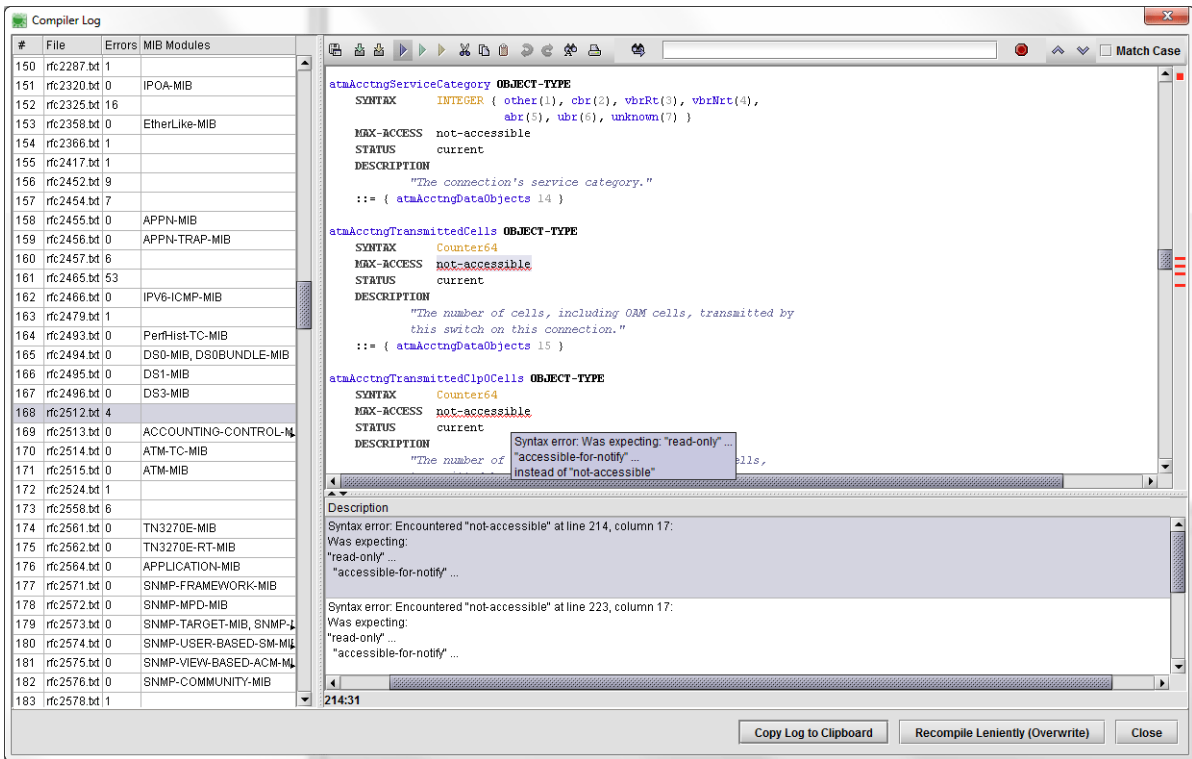 Compiler Log
# File Errors MIB Modules
150 rfc2287.txt 1
151 rfc2320.txt 0 IPOA-MIB
152 rfc2325.txt 16
153 rfc2358.txt 0 EtherLike-MIB
154 rfc2366.txt 1
155 rfc2417.txt 1
156 rfc2452.txt 9
157 rfc2454.txt 7
158 rfc2455.txt 0 APPN-MIB
159 rfc2456.txt 0 APPN-TRAP-MIB
160 rfc2457.txt 6
161 rfc2465.txt 53
162 rfc2466.txt 0 IPV6-ICMP-MIB
163 rfc2479.txt 1
164 rfc2493.txt 0 PerfHist-TC-MIB
165 rfc2494.txt 0 DS0-MIB, DS0BUNDLE-MIB
166 rfc2495.txt 0 DS1-MIB
167 rfc2496.txt 0 DS3-MIB
168 rfc2512.txt 4
169 rfc2513.txt 0 ACCOUNTING-CONTROL-M
170 rfc2514.txt 0 ATM-TC-MIB
171 rfc2515.txt 0 ATM-MIB
172 rfc2524.txt 1
173 rfc2558.txt 6
174 rfc2561.txt 0 TN3270E-MIB
175 rfc2562.txt 0 TN3270E-RT-MIB
176 rfc2564.txt 0 APPLICATION-MIB
177 rfc2571.txt 0 SNMP-FRAMEWORK-MIB
178 rfc2572.txt 0 SNMP-MPD-MIB
179 rfc2573.txt 0 SNMP-TARGET-MIB, SNMP-
180 rfc2574.txt 0 SNMP-USER-BASED-SM-MI
181 rfc2575.txt 0 SNMP-VIEW-BASED-ACM-MI
182 rfc2576.txt 0 SNMP-COMMUNITY-MIB
183 rfc2578.txt 1
Match Case
atmAcctngServiceCategory OBJECT-TYPE
SYNTAX INTEGER { other(1), cbr(2), vbrRt(3), vbrNrt(4),
abr(5), ubr(6), unknown(7) }
MAX-ACCESS not-accessible
STATUS current
DESCRIPTION
"The connection's service category."
::= { atmAcctngDataObjects 14 }
atmAcctngTransmittedCells OBJECT-TYPE
SYNTAX Counter64
MAX-ACCESS not-accessible
STATUS current
DESCRIPTION
"The number of cells, including OAM cells, transmitted by
this switch on this connection."
::= { atmAcctngDataObjects 15 }
atmAcctngTransmittedClp0Cells OBJECT-TYPE
SYNTAX Counter64
MAX-ACCESS not-accessible
STATUS current
DESCRIPTION
"The number of
ells,
Syntax error: Was expecting: "read-only" ...
"accessible-for-notify" ...
instead of "not-accessible"
Description
Syntax error: Encountered "not-accessible" at line 214, column 17:
Was expecting:
"read-only" ...
"accessible-for-notify" ...
Syntax error: Encountered "not-accessible" at line 223, column 17:
Was expecting:
"read-only" ...
"accessible-for-notify" ...
214:31
Copy Log to Clipboard
Recompile Leniently (Overwrite)
Close